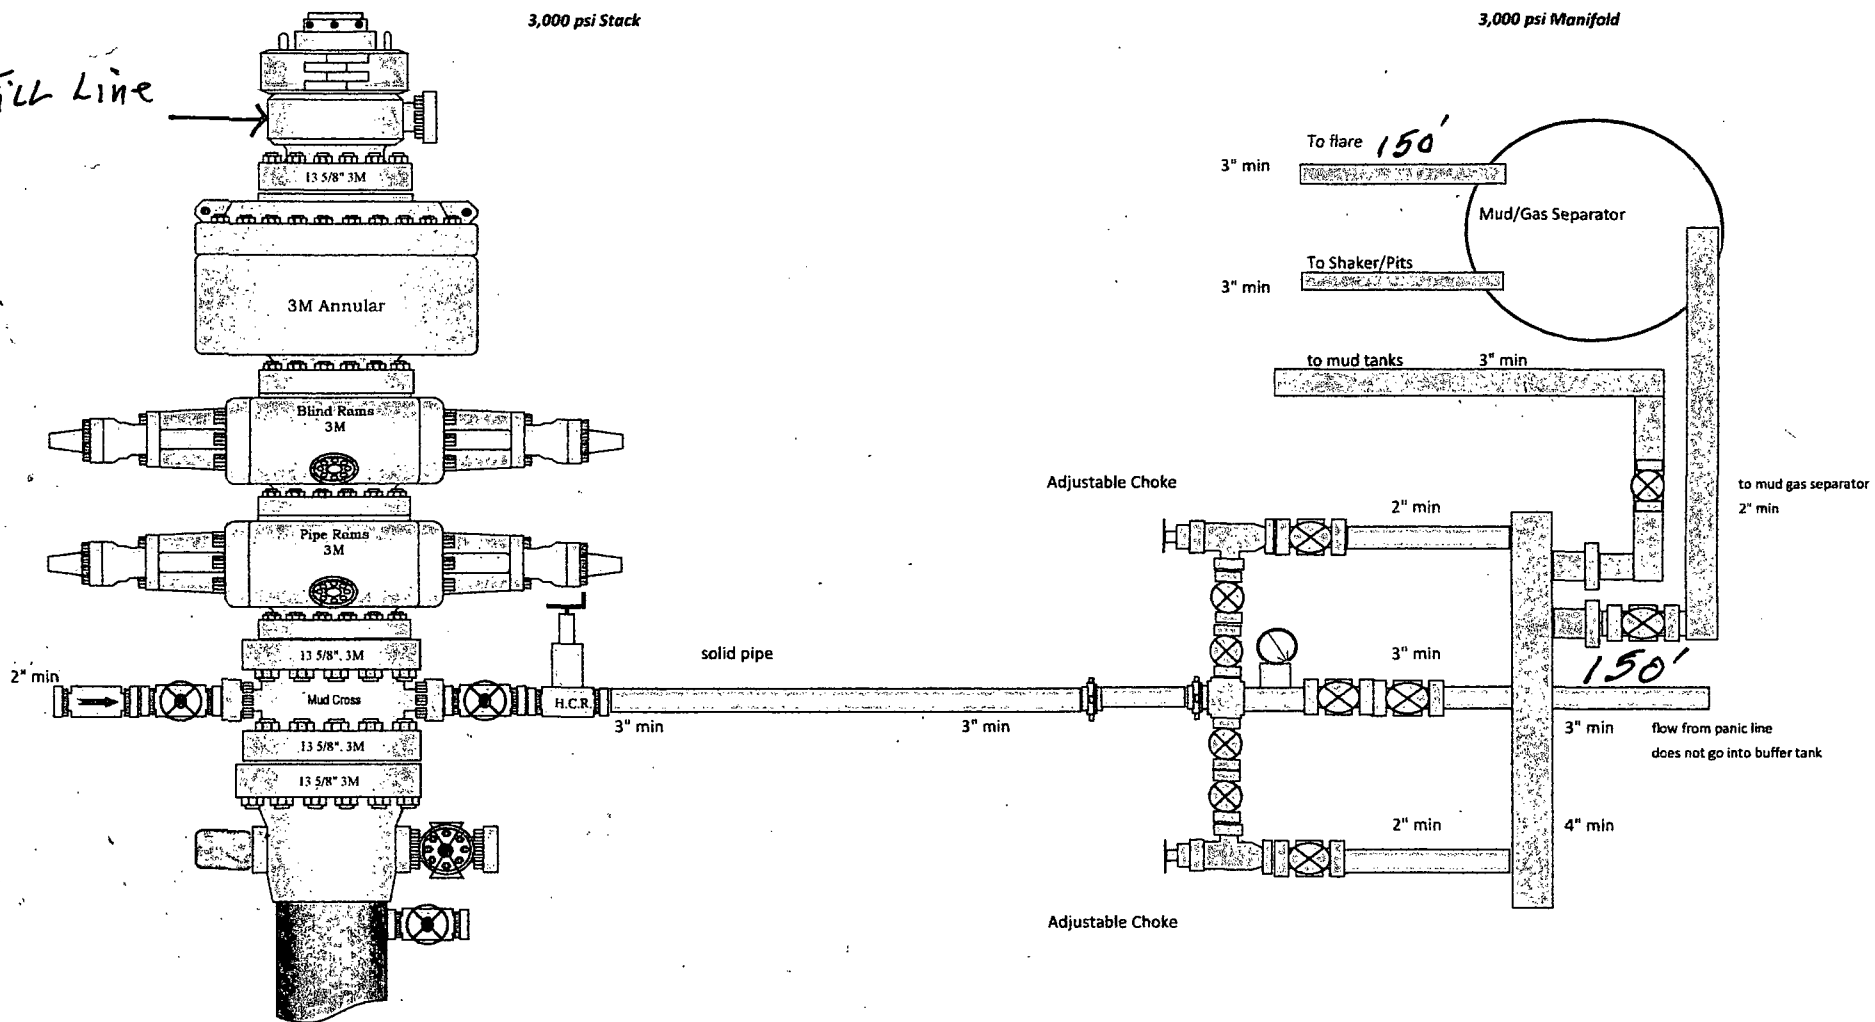 3,000 psi Stack
3,000 psi Manifold
Fill Line
13 5/8" 3M
3M Annular
Blind Rams
3M
Pipe Rams
3M
13 5/8". 3M
2" min
Mud Cross
H.C.R.
13 5/8". 3M
13 5/8" 3M
solid pipe
3" min
3" min
To flare 150'
3" min
Mud/Gas Separator
To Shaker/Pits
3" min
to mud tanks 3" min
Adjustable Choke
2" min
to mud gas separator
2" min
3" min
150'
3" min
flow from panic line
does not go into buffer tank
2" min
4" min
Adjustable Choke